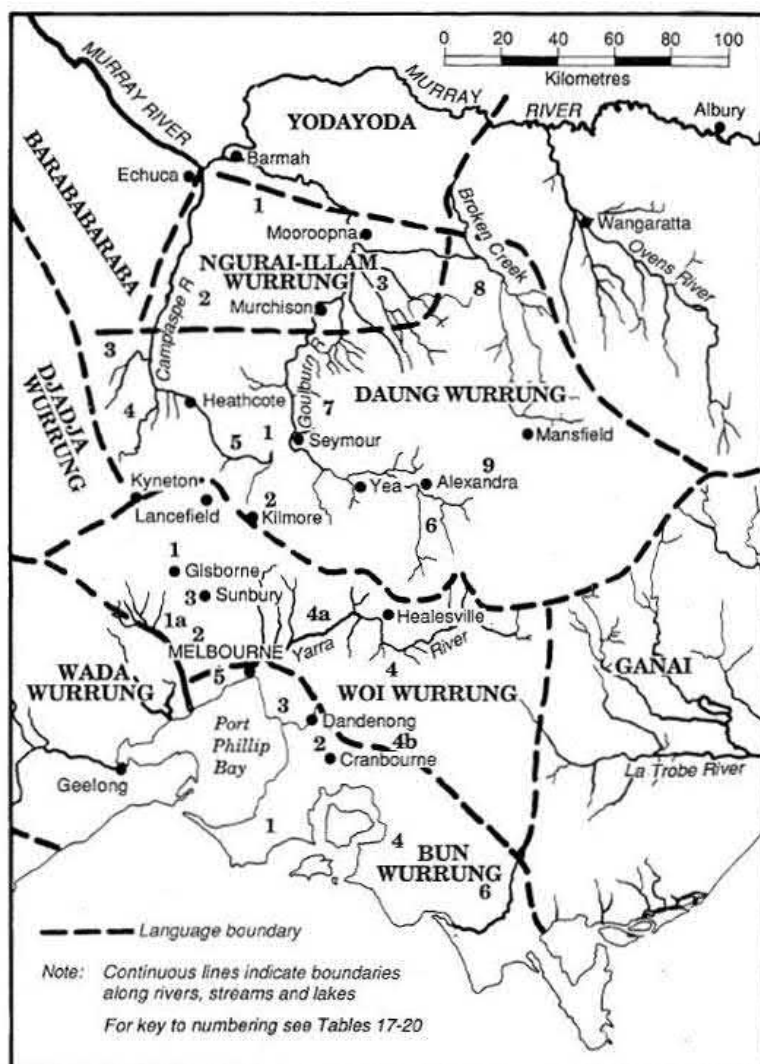 0 20 40 60 80 100
Kilometres
MURRAY RIVER
MURRAY
RIVER
Albury
YODAYODA
Barmah
Echuca
BARABABARABA
1
Mooroopna
Broken Creek
Wangaratta
Ovens River
NGURAI-ILLAM
WURRUNG
2
3
8
Murchison
Campaspe R
3
Goulburn R
DJADJA
WURRUNG
4
Heathcote
7
DAUNG WURRUNG
5
1
Seymour
Mansfield
9
Kyneton
Yea
Alexandra
Lancefield
2
Kilmore
6
1
Gisborne
3
Sunbury
4a
Healesville
1a
2
MELBOURNE
Yarra
River
4
GANAI
WADA
WURRUNG
5
WOI WURRUNG
3
Dandenong
Port
Phillip
Bay
2
4b
Cranbourne
La Trobe River
Geelong
1
4
BUN
WURRUNG
6
Language boundary
Note: Continuous lines indicate boundaries
along rivers, streams and lakes
For key to numbering see Tables 17-20